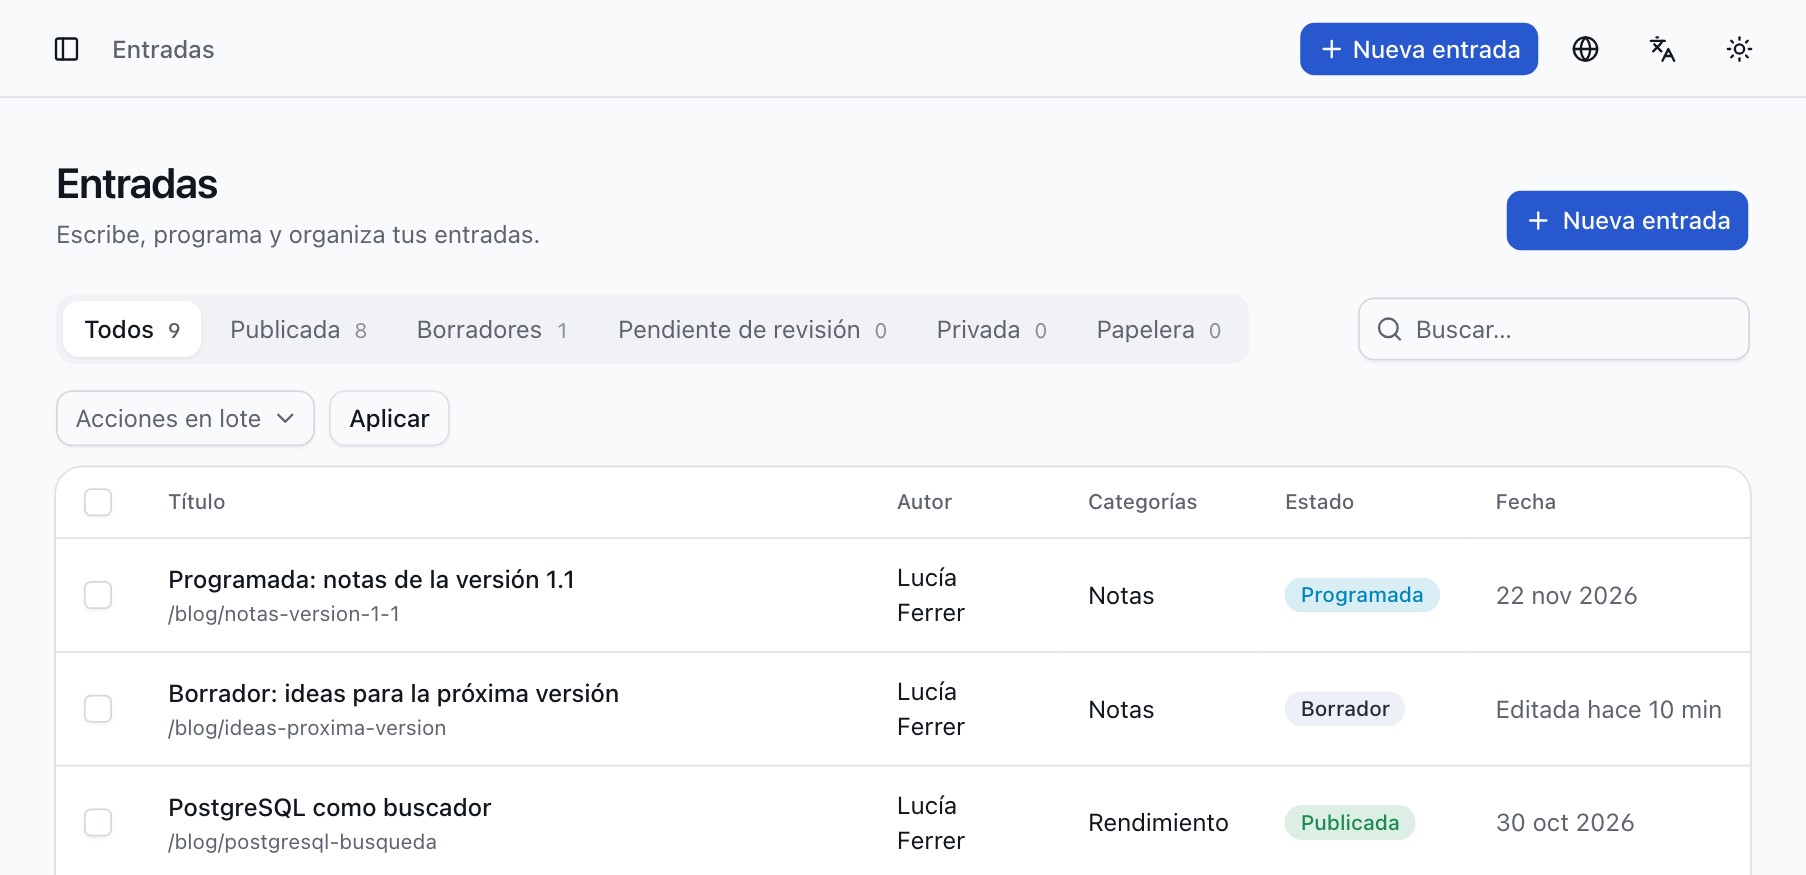 Entradas
Nueva entrada
Entradas
Escribe, programa y organiza tus entradas.
Nueva entrada
Todos 9 Publicada 8 Borradores 1 Pendiente de revisión 0 Privada 0 Papelera 0
Buscar...
Acciones en lote
Aplicar
Título Autor Categorías Estado Fecha
Programada: notas de la versión 1.1
/blog/notas-version-1-1
Lucía
Ferrer
Notas
Programada
22 nov 2026
Borrador: ideas para la próxima versión
/blog/ideas-proxima-version
Lucía
Ferrer
Notas
Borrador
Editada hace 10 min
PostgreSQL como buscador
/blog/postgresql-busqueda
Lucía
Ferrer
Rendimiento
Publicada
30 oct 2026